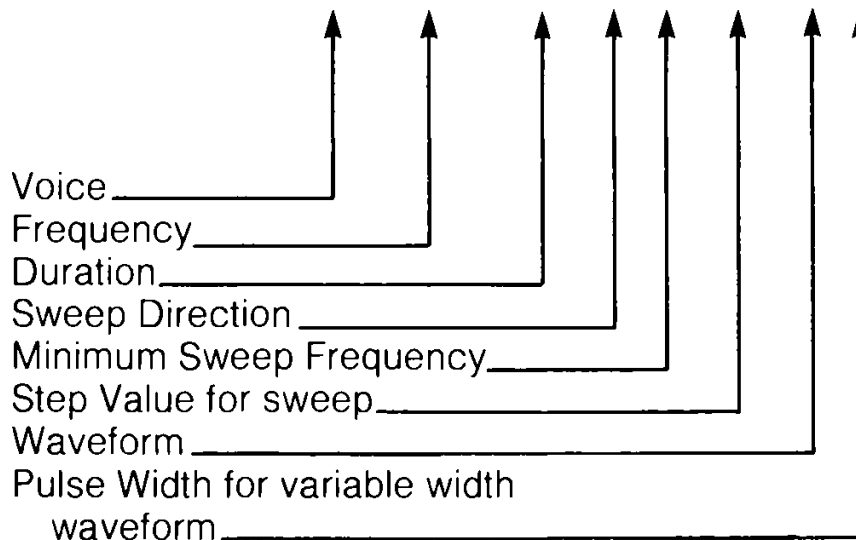 Voice
Frequency
Duration
Sweep Direction
Minimum Sweep Frequency
Step Value for sweep
Waveform
Pulse Width for variable width
waveform